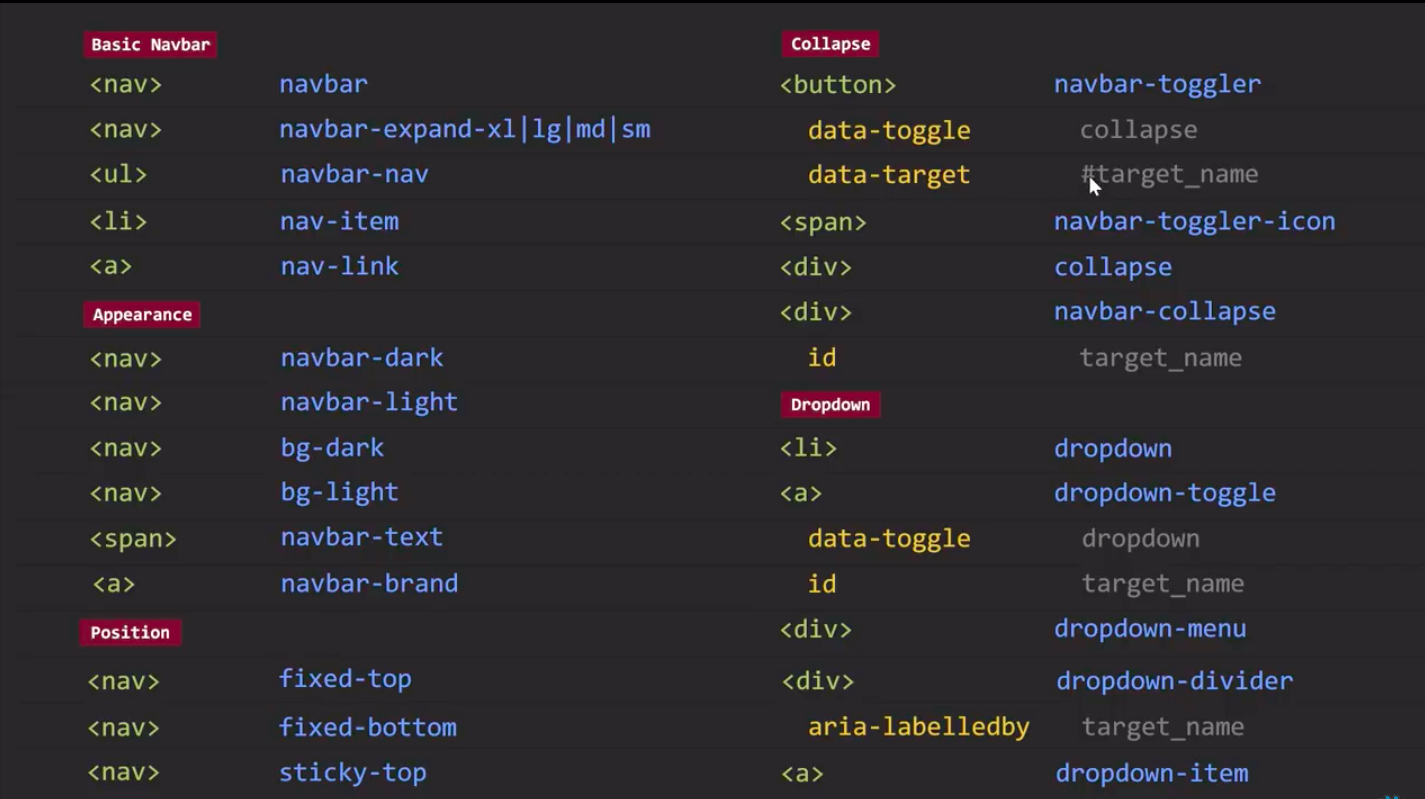 Basic Navbar
<nav> navbar
<nav> navbar-expand-xl|lg|md|sm
<ul> navbar-nav
<li> nav-item
<a> nav-link
Appearance
<nav> navbar-dark
<nav> navbar-light
<nav> bg-dark
<nav> bg-light
<span> navbar-text
<a> navbar-brand
Position
<nav> fixed-top
<nav> fixed-bottom
<nav> sticky-top
Collapse
<button> navbar-toggler
data-toggle collapse
data-target #target_name
<span> navbar-toggler-icon
<div> collapse
<div> navbar-collapse
id target_name
Dropdown
<li> dropdown
<a> dropdown-toggle
data-toggle dropdown
id target_name
<div> dropdown-menu
<div> dropdown-divider
aria-labelledby target_name
<a> dropdown-item